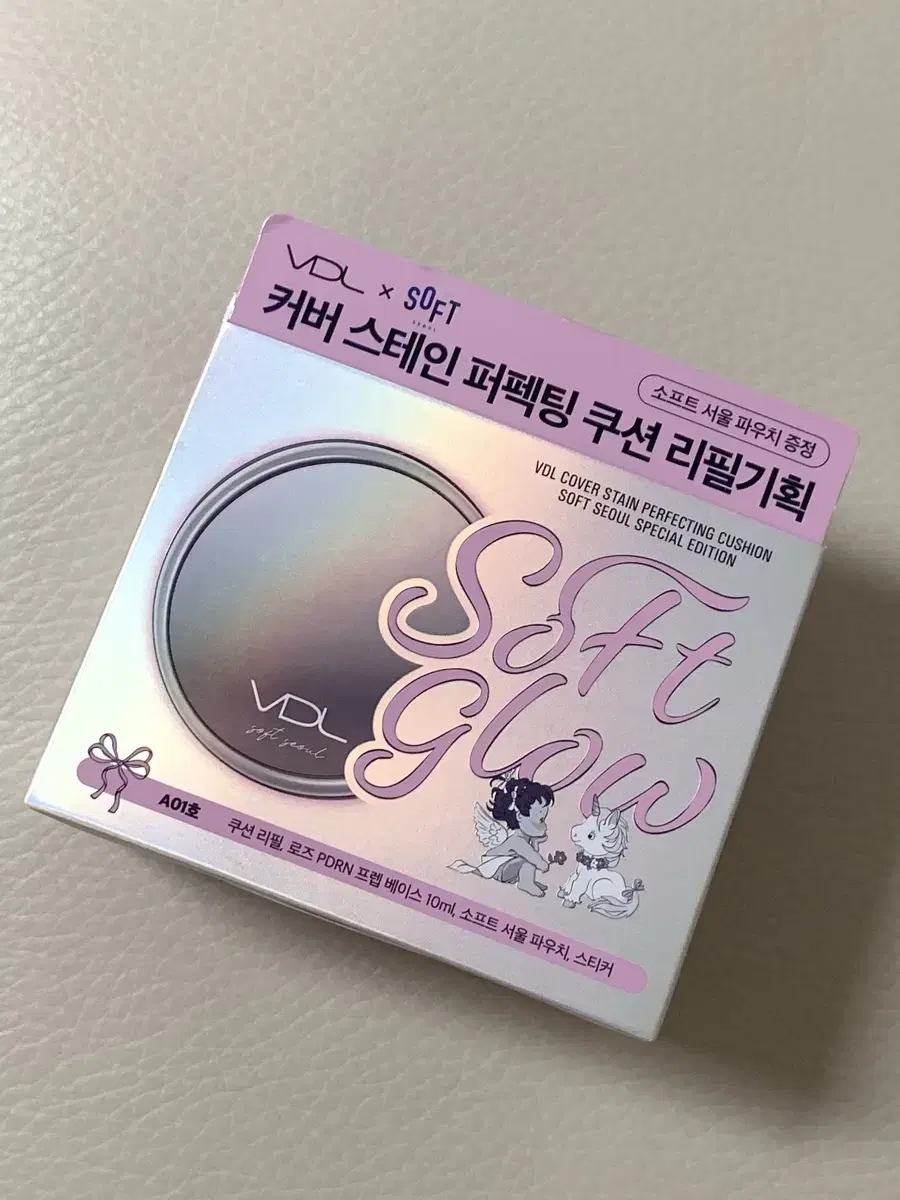 VDL × SOFT
SEOUL
커버 스테인 퍼펙팅 쿠션 리필기획
소프트 서울 파우치 증정
VDL COVER STAIN PERFECTING CUSHION
SOFT SEOUL SPECIAL EDITION
Soft
Glow
VDL
soft seoul
A01호
쿠션 리필, 로즈 PDRN 프렙 베이스 10ml, 소프트 서울 파우치, 스티커